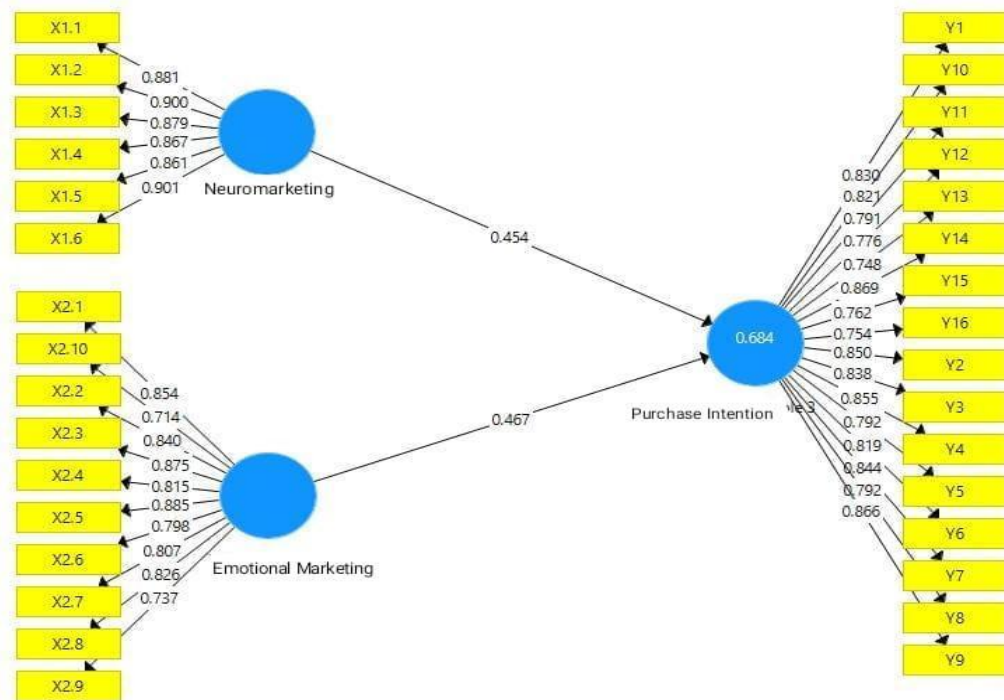 X1.1
X1.2
X1.3
X1.4
X1.5
X1.6
0.881
0.900
0.879
0.867
0.861
0.901
Neuromarketing
0.454
X2.1
X2.10
X2.2
X2.3
X2.4
X2.5
X2.6
X2.7
X2.8
X2.9
0.854
0.714
0.840
0.875
0.815
0.885
0.798
0.807
0.826
0.737
Emotional Marketing
0.467
0.684
Purchase Intention
0.830
0.821
0.791
0.776
0.748
0.869
0.762
0.754
0.850
0.838
0.855
0.792
0.819
0.844
0.792
0.866
Y1
Y10
Y11
Y12
Y13
Y14
Y15
Y16
Y2
Y3
Y4
Y5
Y6
Y7
Y8
Y9